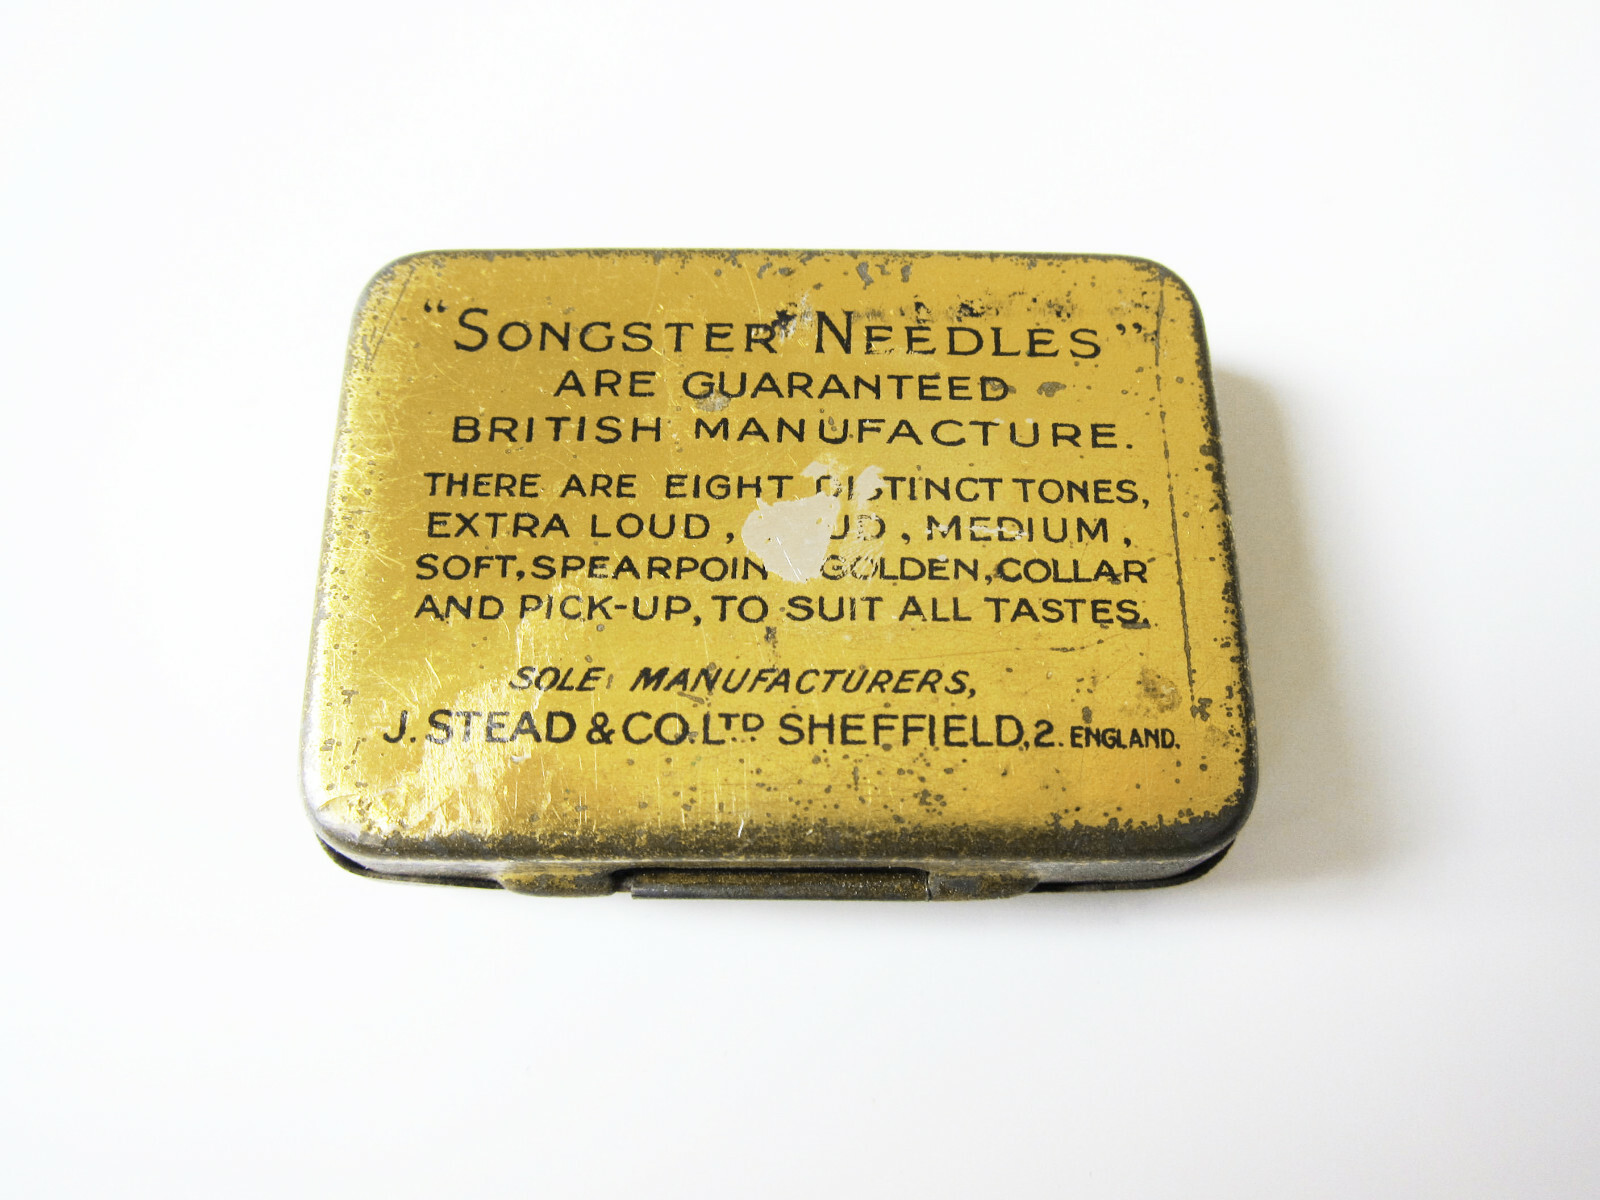 “SONGSTER NEEDLES”
ARE GUARANTEED
BRITISH MANUFACTURE.
THERE ARE EIGHT DISTINCT TONES,
EXTRA LOUD, MEDIUM,
SOFT, SPEARPOIN GOLDEN, COLLAR
AND PICK-UP, TO SUIT ALL TASTES.
SOLE MANUFACTURERS,
J. STEAD & CO. LTD SHEFFIELD, 2. ENGLAND.